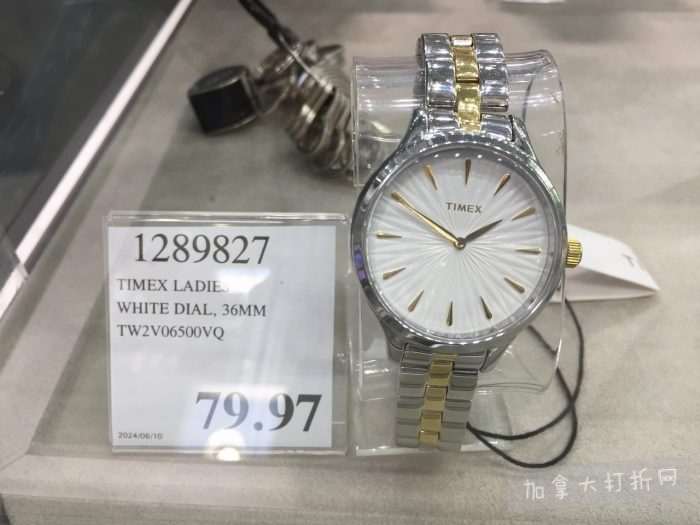 1289827
TIMEX LADIES
WHITE DIAL, 36MM
TW2V06500VQ
79.97
2024/06/10
TIMEX
加拿大打折网